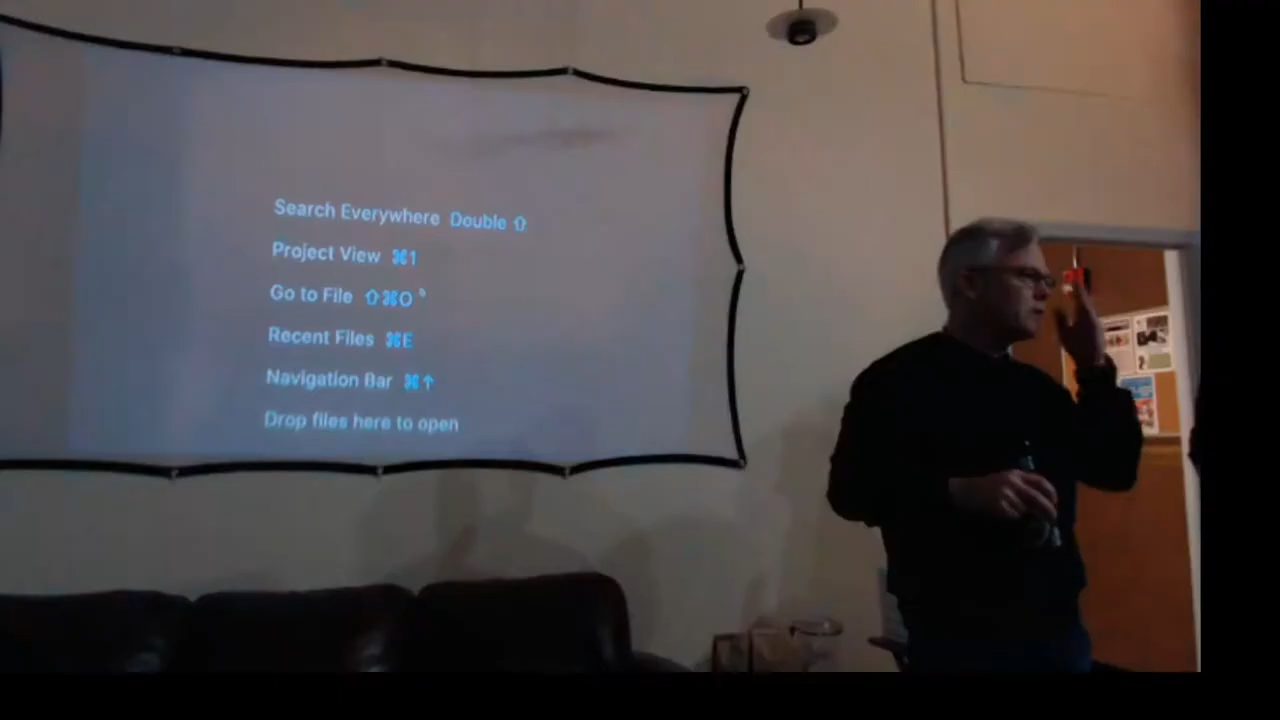 Search Everywhere Double ⇧
Project View ⌘1
Go to File ⇧⌘O
Recent Files ⌘E
Navigation Bar ⌘↑
Drop files here to open